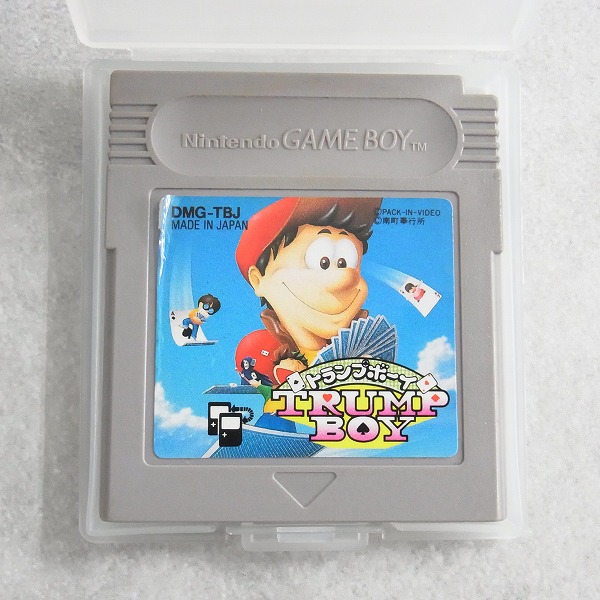 Nintendo GAME BOY TM
DMG-TBJ
MADE IN JAPAN
©PACK-IN-VIDEO
©南町奉行所
トランプボーイ
TRUMP
BOY